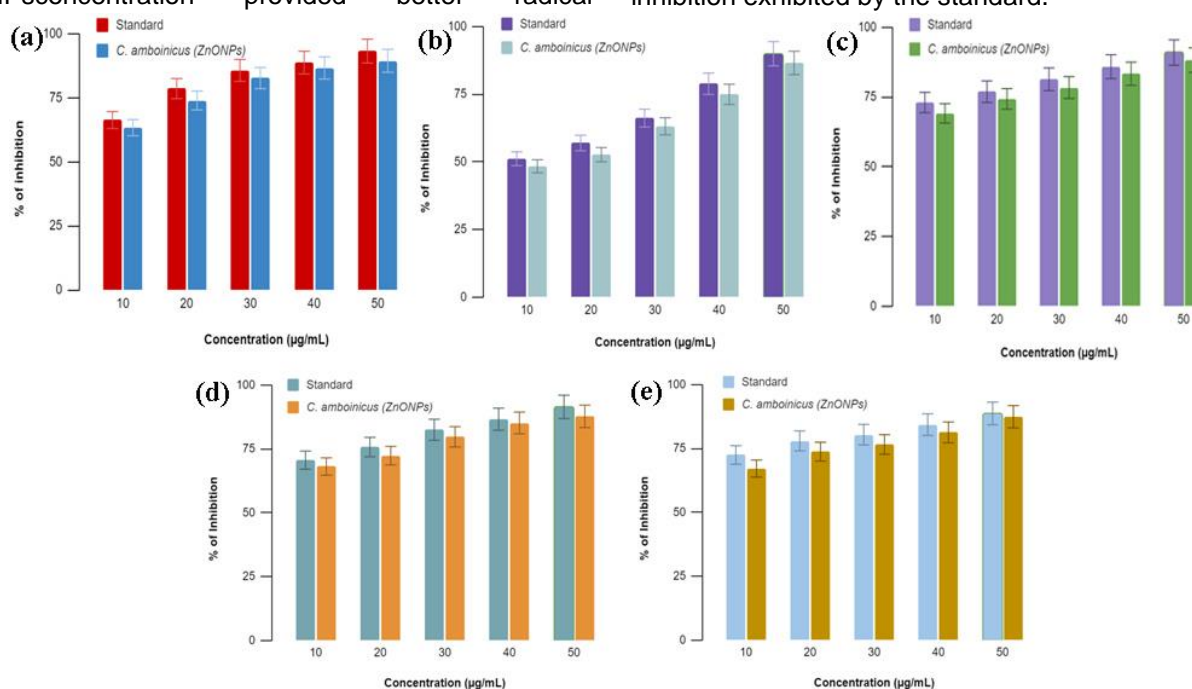 provided better radical inhibition exhibited by the standard.
(a)
Standard
C. amboinicus (ZnONPs)
100
75
50
25
0
% of Inhibition
10 20 30 40 50
Concentration (µg/mL)
(b)
Standard
C. amboinicus (ZnONPs)
100
75
50
25
0
% of Inhibition
10 20 30 40 50
Concentration (µg/mL)
(c)
Standard
C. amboinicus (ZnONPs)
100
75
50
25
0
% of Inhibition
10 20 30 40 50
Concentration (µg/mL)
(d)
Standard
C. amboinicus (ZnONPs)
100
75
50
25
0
% of Inhibition
10 20 30 40 50
Concentration (µg/mL)
(e)
Standard
C. amboinicus (ZnONPs)
100
75
50
25
0
% of Inhibition
10 20 30 40 50
Concentration (µg/mL)